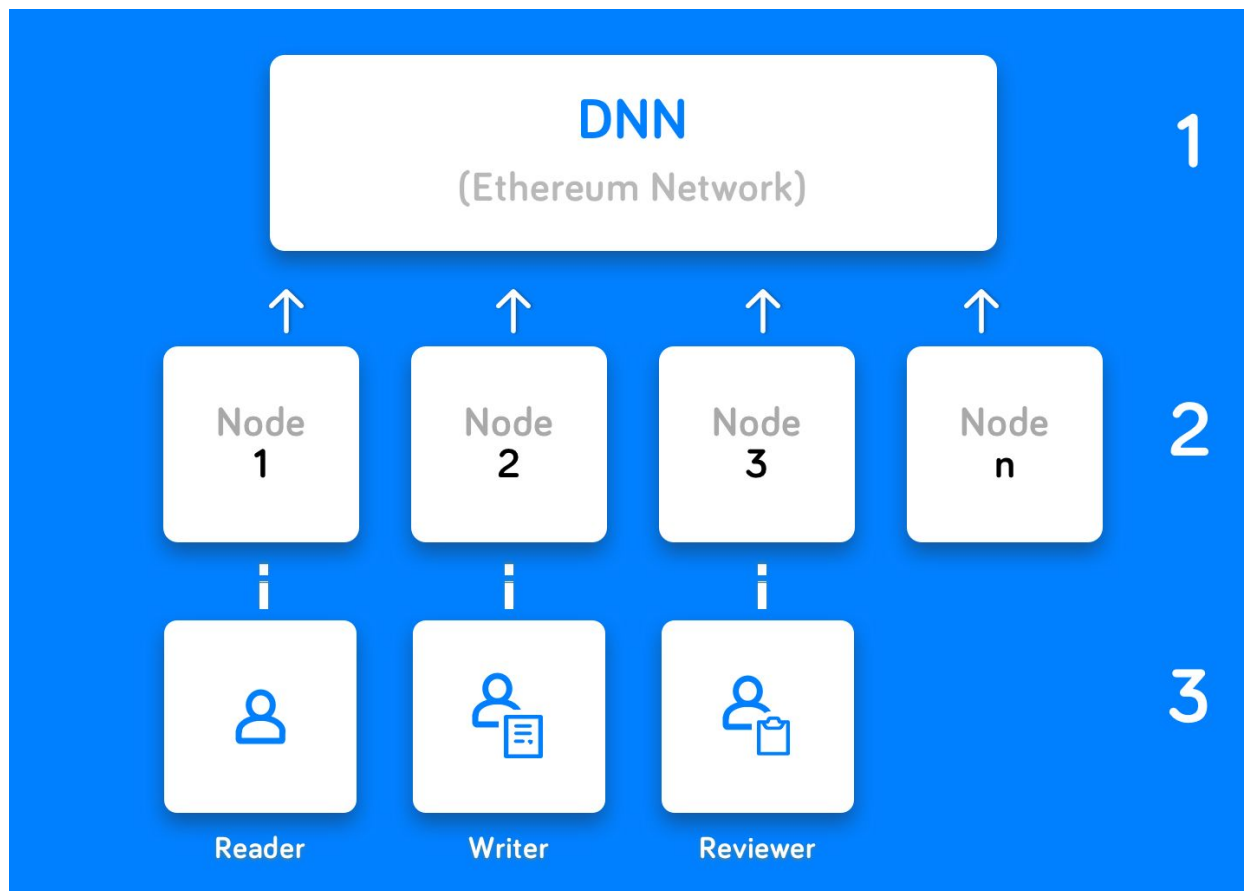 DNN
(Ethereum Network)
1
Node
1
Node
2
Node
3
Node
n
2
3
Reader
Writer
Reviewer